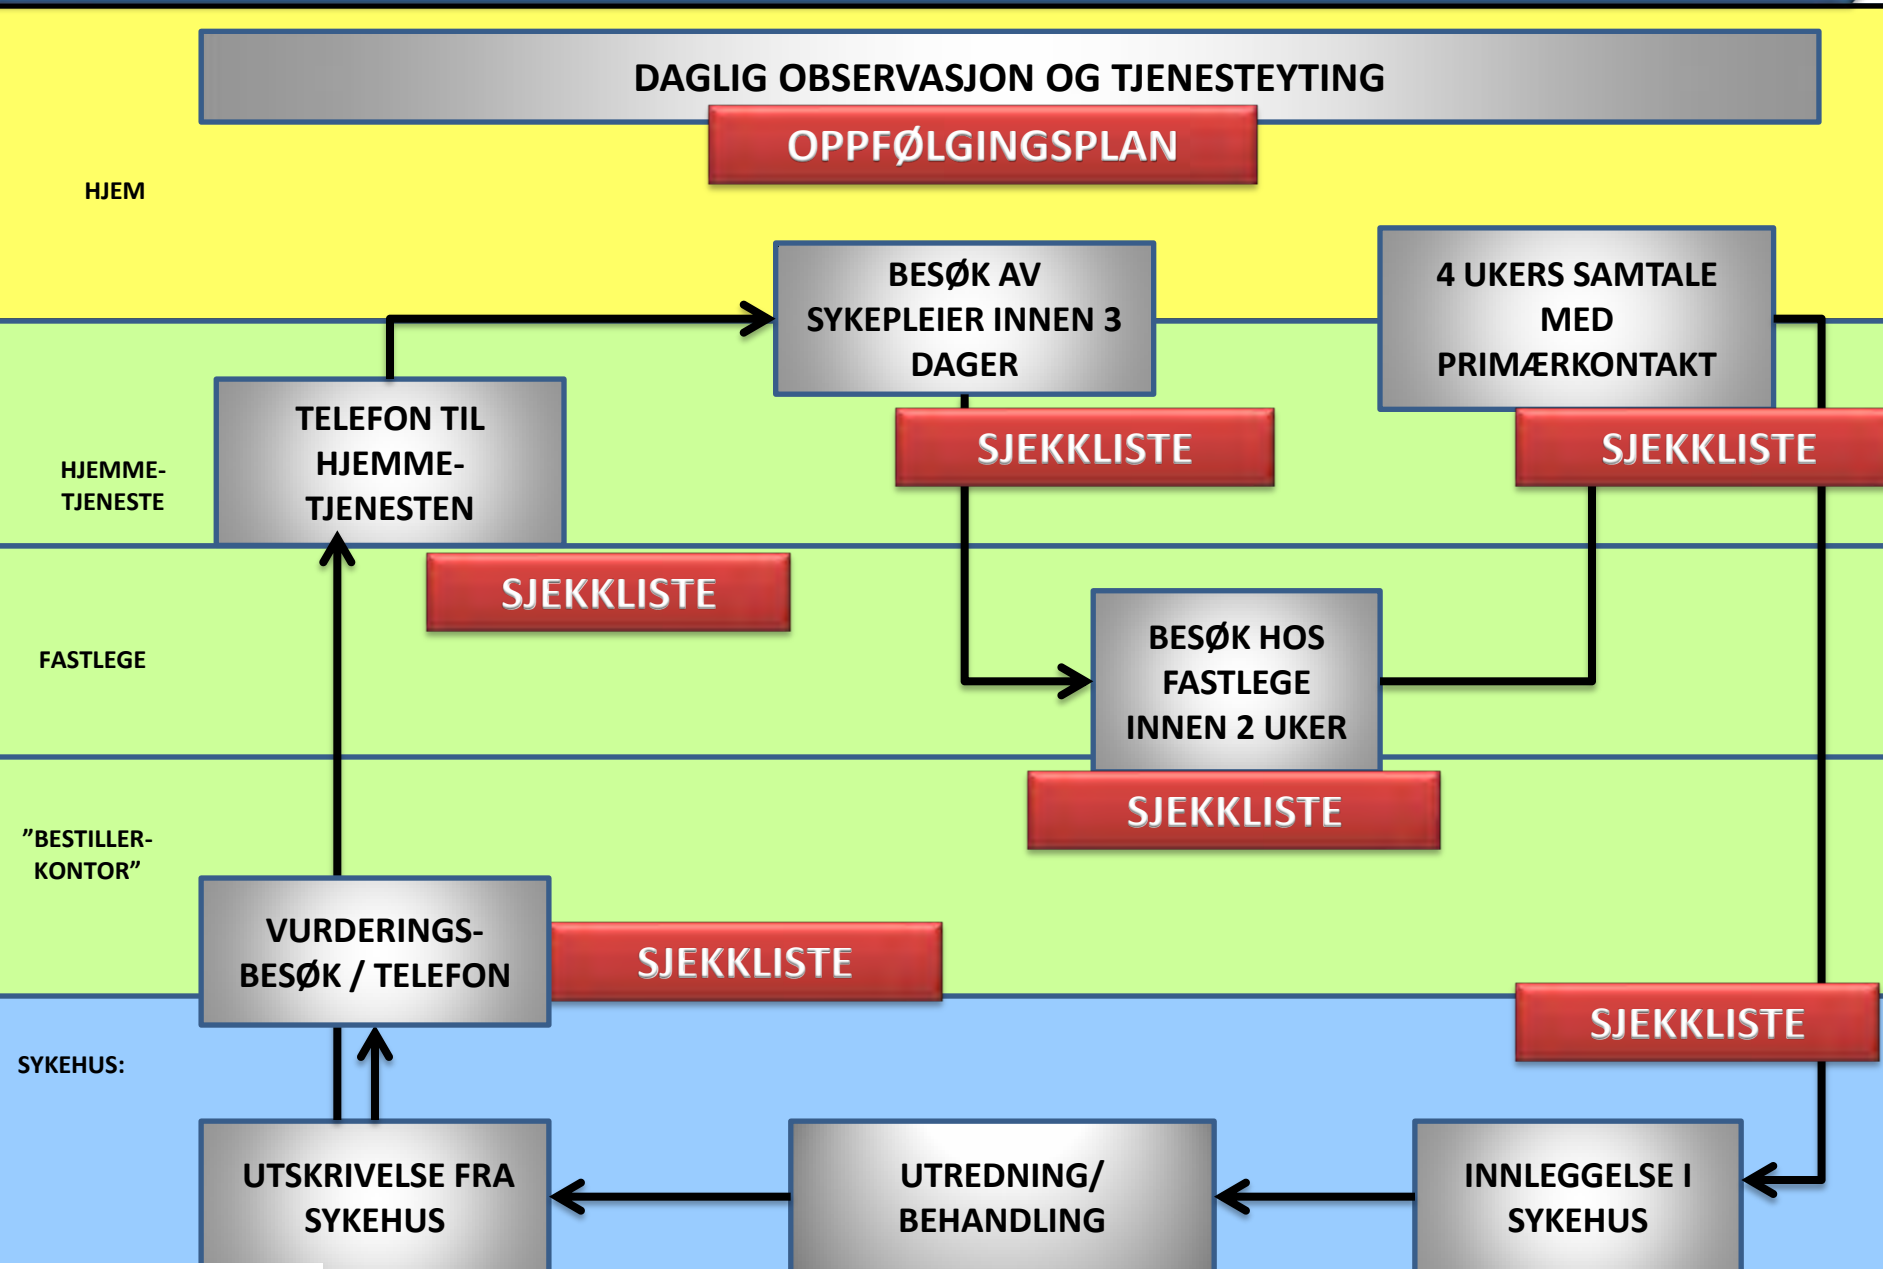 DAGLIG OBSERVASJON OG TJENESTEYTING
OPPFØLGINGSPLAN
HJEM
BESØK AV
SYKEPLEIER INNEN 3
DAGER
4 UKERS SAMTALE
MED
PRIMÆRKONTAKT
TELEFON TIL
HJEMME-
TJENESTEN
SJEKKLISTE
SJEKKLISTE
HJEMME-
TJENESTE
SJEKKLISTE
BESØK HOS
FASTLEGE
INNEN 2 UKER
FASTLEGE
SJEKKLISTE
”BESTILLER-
KONTOR”
VURDERINGS-
BESØK / TELEFON
SJEKKLISTE
SJEKKLISTE
SYKEHUS:
UTSKRIVELSE FRA
SYKEHUS
UTREDNING/
BEHANDLING
INNLEGGELSE I
SYKEHUS